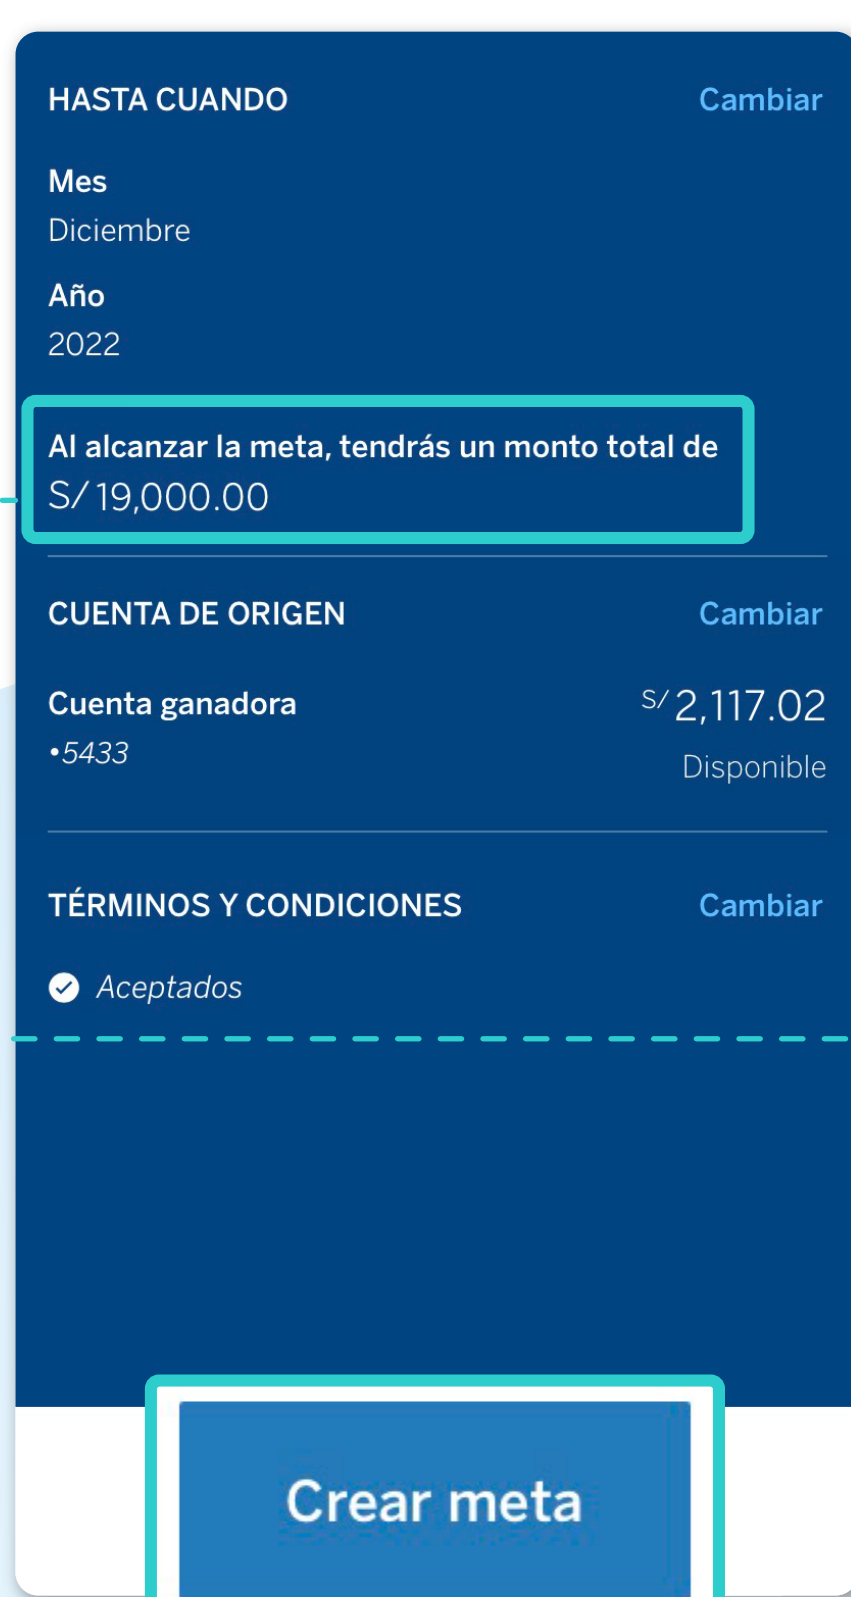 HASTA CUANDO Cambiar
Mes
Diciembre
Año
2022
Al alcanzar la meta, tendrás un monto total de
S/ 19,000.00
CUENTA DE ORIGEN Cambiar
Cuenta ganadora S/ 2,117.02
•5433 Disponible
TÉRMINOS Y CONDICIONES Cambiar
Aceptados
Crear meta